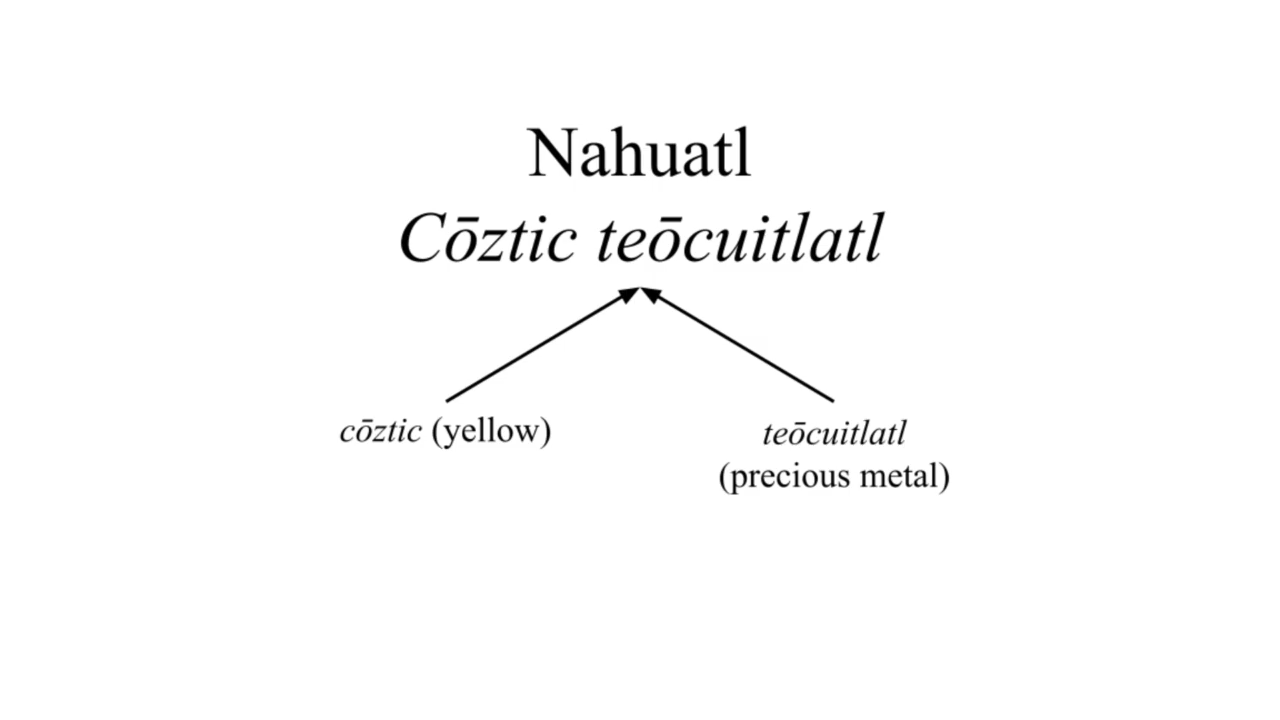 Nahuatl
Cōztic teōcuitlatl
cōztic (yellow)
teōcuitlatl
(precious metal)